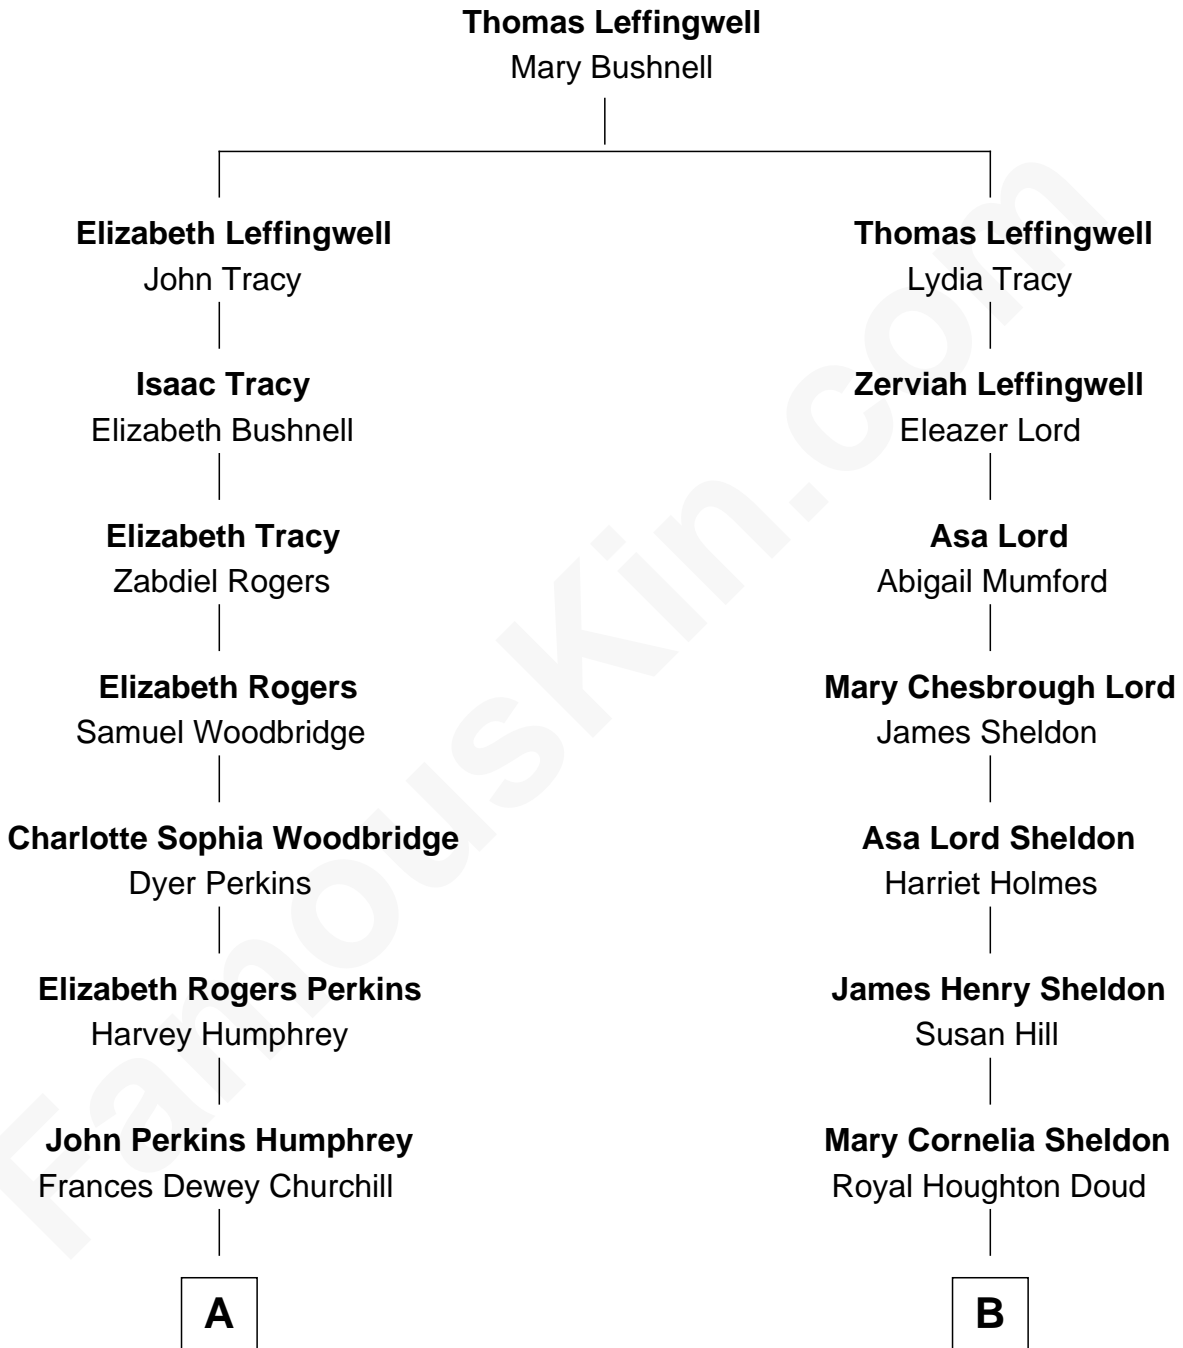 Thomas Leffingwell
Mary Bushnell
Elizabeth Leffingwell
John Tracy
Isaac Tracy
Elizabeth Bushnell
Elizabeth Tracy
Zabdiel Rogers
Elizabeth Rogers
Samuel Woodbridge
Charlotte Sophia Woodbridge
Dyer Perkins
Elizabeth Rogers Perkins
Harvey Humphrey
John Perkins Humphrey
Frances Dewey Churchill
A
Thomas Leffingwell
Lydia Tracy
Zerviah Leffingwell
Eleazer Lord
Asa Lord
Abigail Mumford
Mary Chesbrough Lord
James Sheldon
Asa Lord Sheldon
Harriet Holmes
James Henry Sheldon
Susan Hill
Mary Cornelia Sheldon
Royal Houghton Doud
B
FamousKin.com